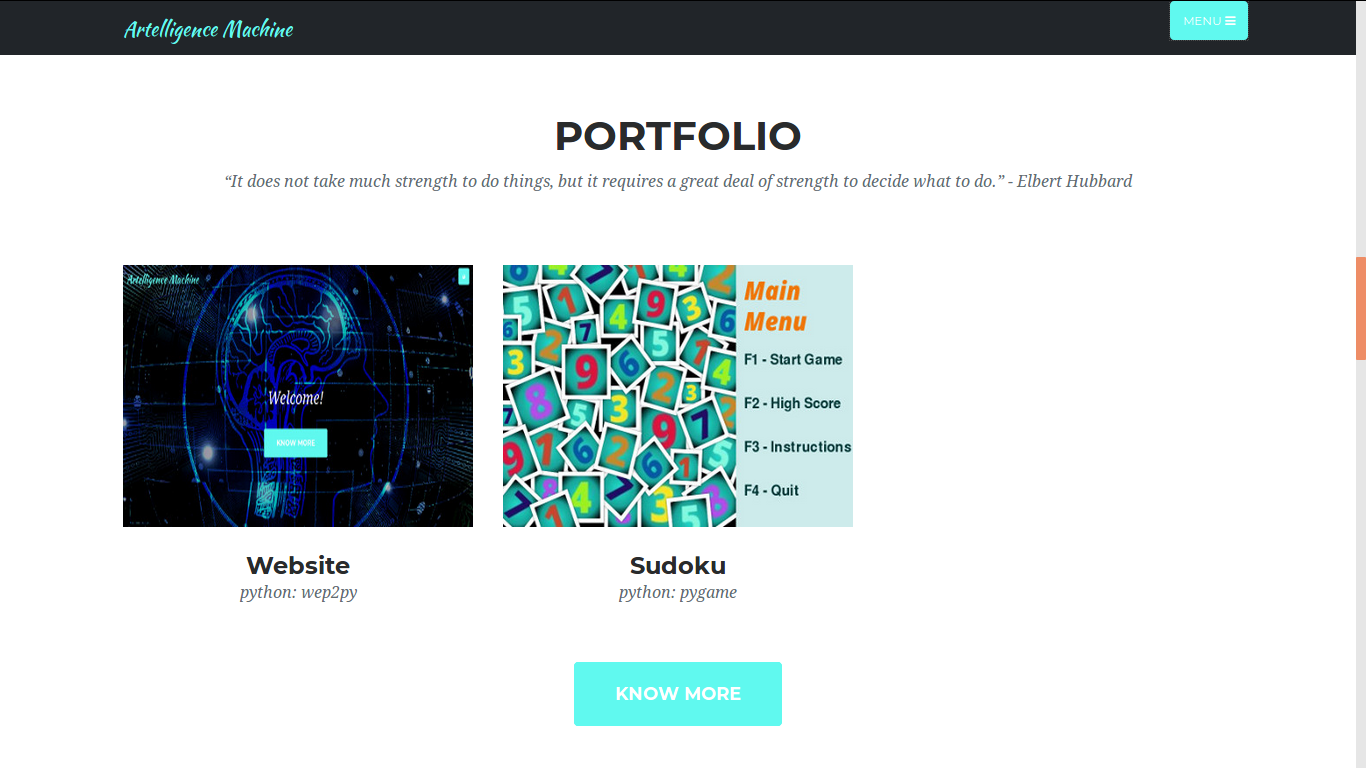 Artelligence Machine
MENU
PORTFOLIO
“It does not take much strength to do things, but it requires a great deal of strength to decide what to do.” - Elbert Hubbard
Artelligence Machine
Welcome!
KNOW MORE
Main
Menu
F1 - Start Game
F2 - High Score
F3 - Instructions
F4 - Quit
Website
python: wep2py
Sudoku
python: pygame
KNOW MORE